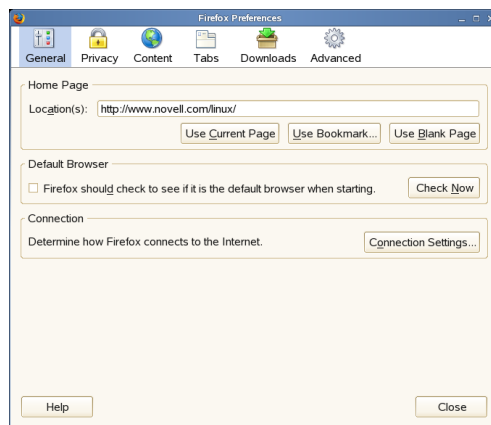 Firefox Preferences
General Privacy Content Tabs Downloads Advanced
Home Page
Location(s): http://www.novell.com/linux/
Use Current Page Use Bookmark... Use Blank Page
Default Browser
Firefox should check to see if it is the default browser when starting. Check Now
Connection
Determine how Firefox connects to the Internet. Connection Settings...
Help Close